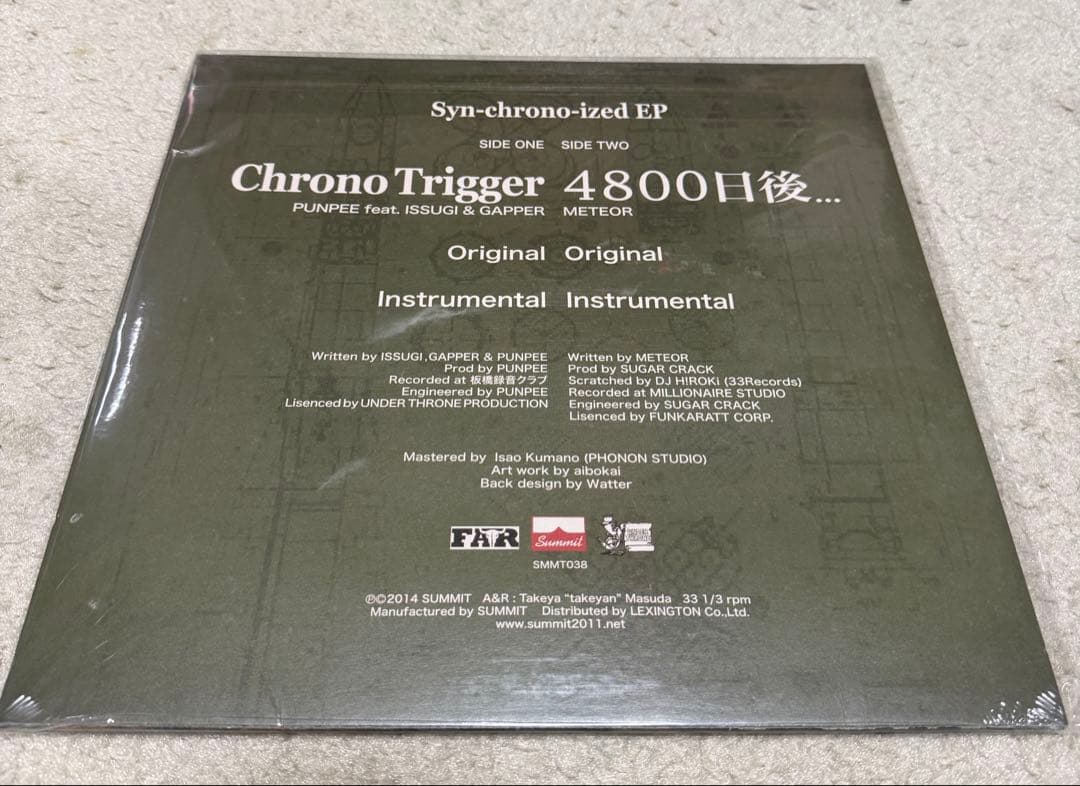 Syn-chrono-ized EP
SIDE ONE SIDE TWO
Chrono Trigger 4800日後...
PUNPEE feat. ISSUGI & GAPPER METEOR
Original Original
Instrumental Instrumental
Written by ISSUGI,GAPPER & PUNPEE
Prod by PUNPEE
Recorded at 板橋録音クラブ
Engineered by PUNPEE
Lisenced by UNDER THRONE PRODUCTION
Written by METEOR
Prod by SUGAR CRACK
Scratched by DJ HIROKi (33Records)
Recorded at MILLIONAIRE STUDIO
Engineered by SUGAR CRACK
Lisenced by FUNKARATT CORP.
Mastered by Isao Kumano (PHONON STUDIO)
Art work by aibokai
Back design by Watter
FAR Summit
SMMT038
℗©2014 SUMMIT A&R : Takeya "takeyan" Masuda 33 1/3 rpm
Manufactured by SUMMIT Distributed by LEXINGTON Co.,Ltd.
www.summit2011.net